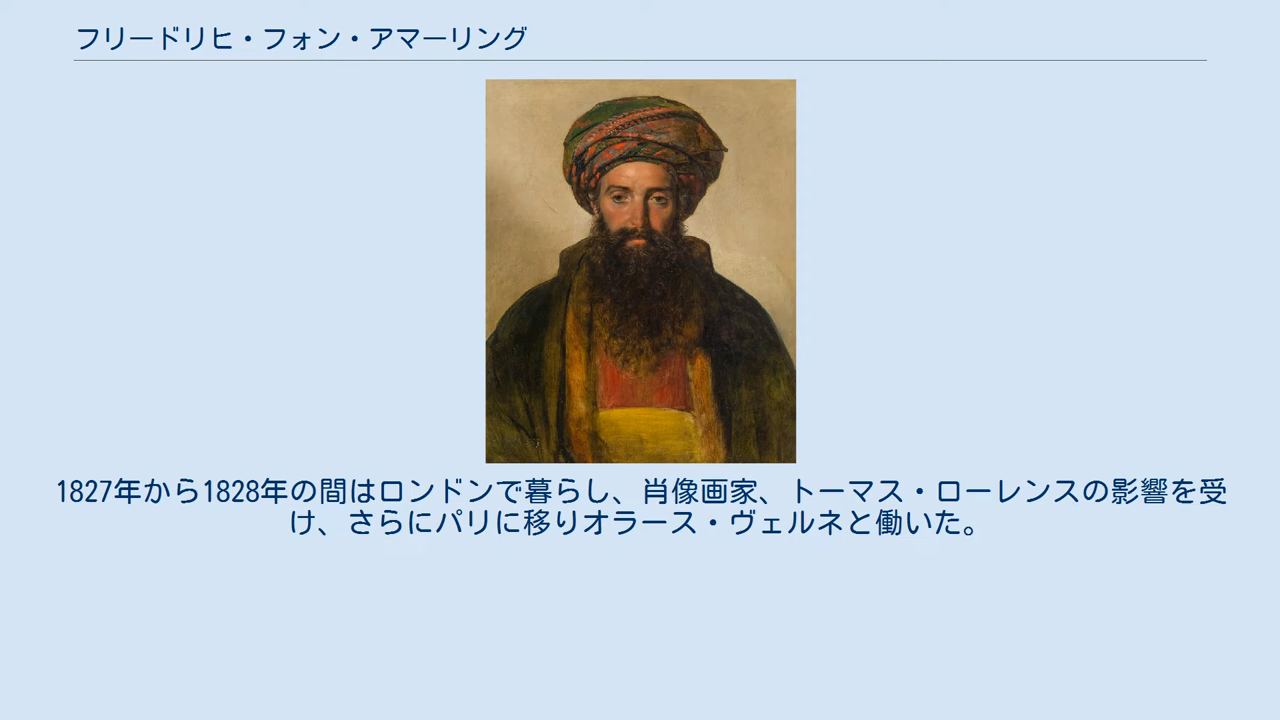 フリードリヒ・フォン・アマーリング
1827年から1828年の間はロンドンで暮らし、肖像画家、トーマス・ローレンスの影響を受
け、さらにパリに移りオラース・ヴェルネと働いた。